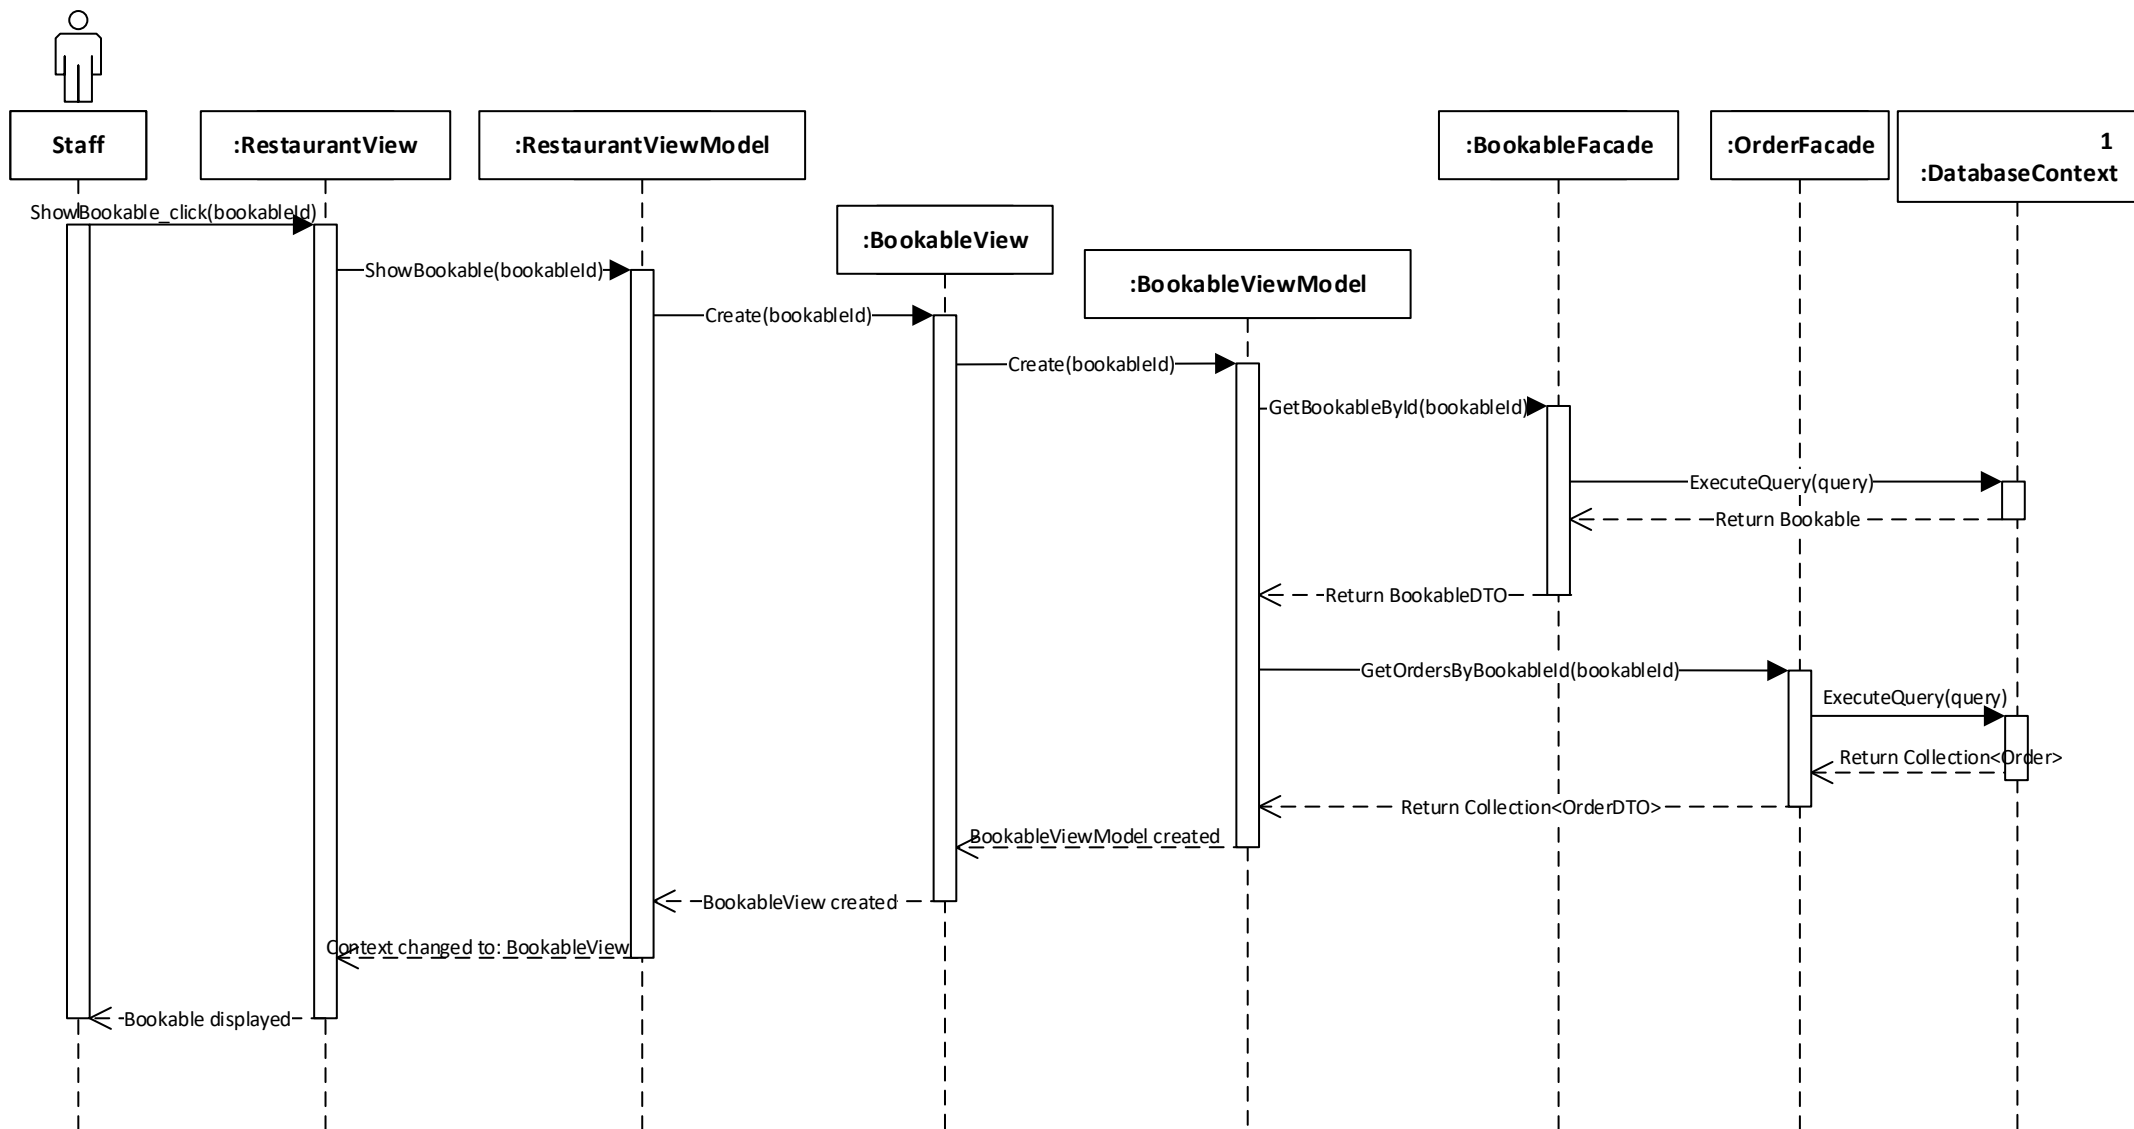 Staff
:RestaurantView
:RestaurantViewModel
:BookableFacade
:OrderFacade
1
:DatabaseContext
:BookableView
:BookableViewModel
ShowBookable_click(bookableId)
ShowBookable(bookableId)
Create(bookableId)
Create(bookableId)
GetBookableById(bookableId)
ExecuteQuery(query)
Return Bookable
Return BookableDTO
GetOrdersByBookableId(bookableId)
ExecuteQuery(query)
Return Collection<Order>
Return Collection<OrderDTO>
BookableViewModel created
BookableView created
Context changed to: BookableView
Bookable displayed